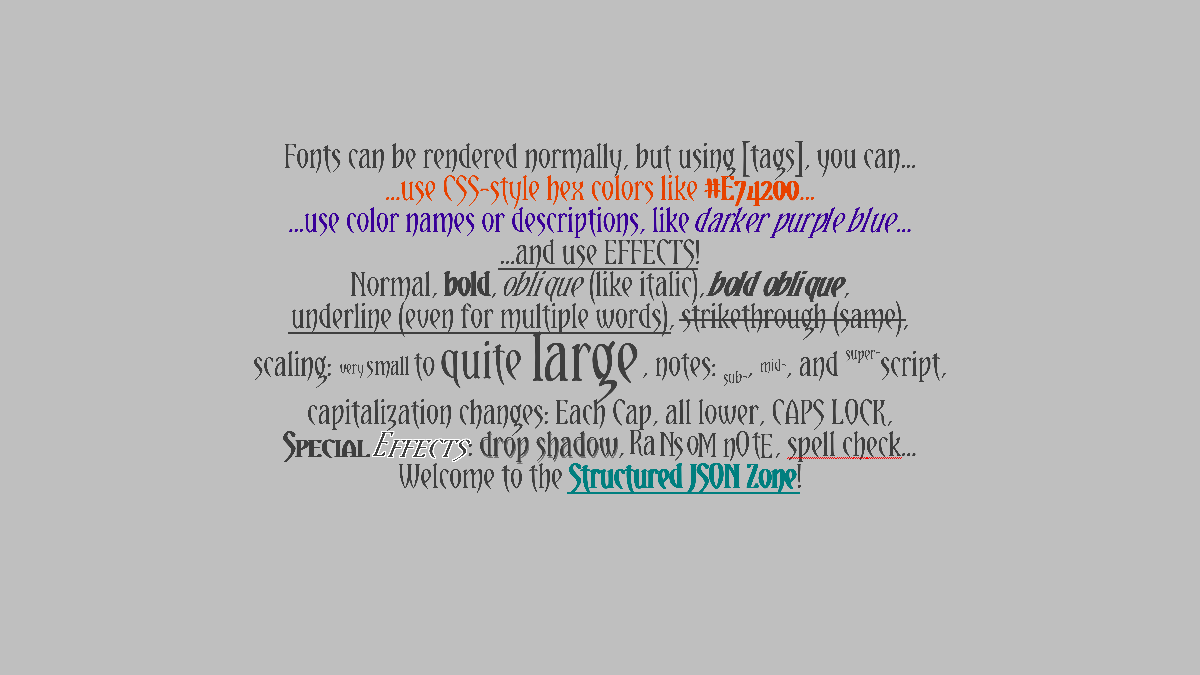 Fonts can be rendered normally, but using [tags], you can...
...use CSS-style hex colors like #E74200...
...use color names or descriptions, like darker purple blue...
...and use EFFECTS!
Normal, bold, oblique (like italic), bold oblique,
underline (even for multiple words), strikethrough (same),
scaling: very small to quite large , notes: sub-, mid-, and super-script,
capitalization changes: Each Cap, all lower, CAPS LOCK,
Special Effects: drop shadow, RaNsoM nOtE, spell check...
Welcome to the Structured JSON Zone!